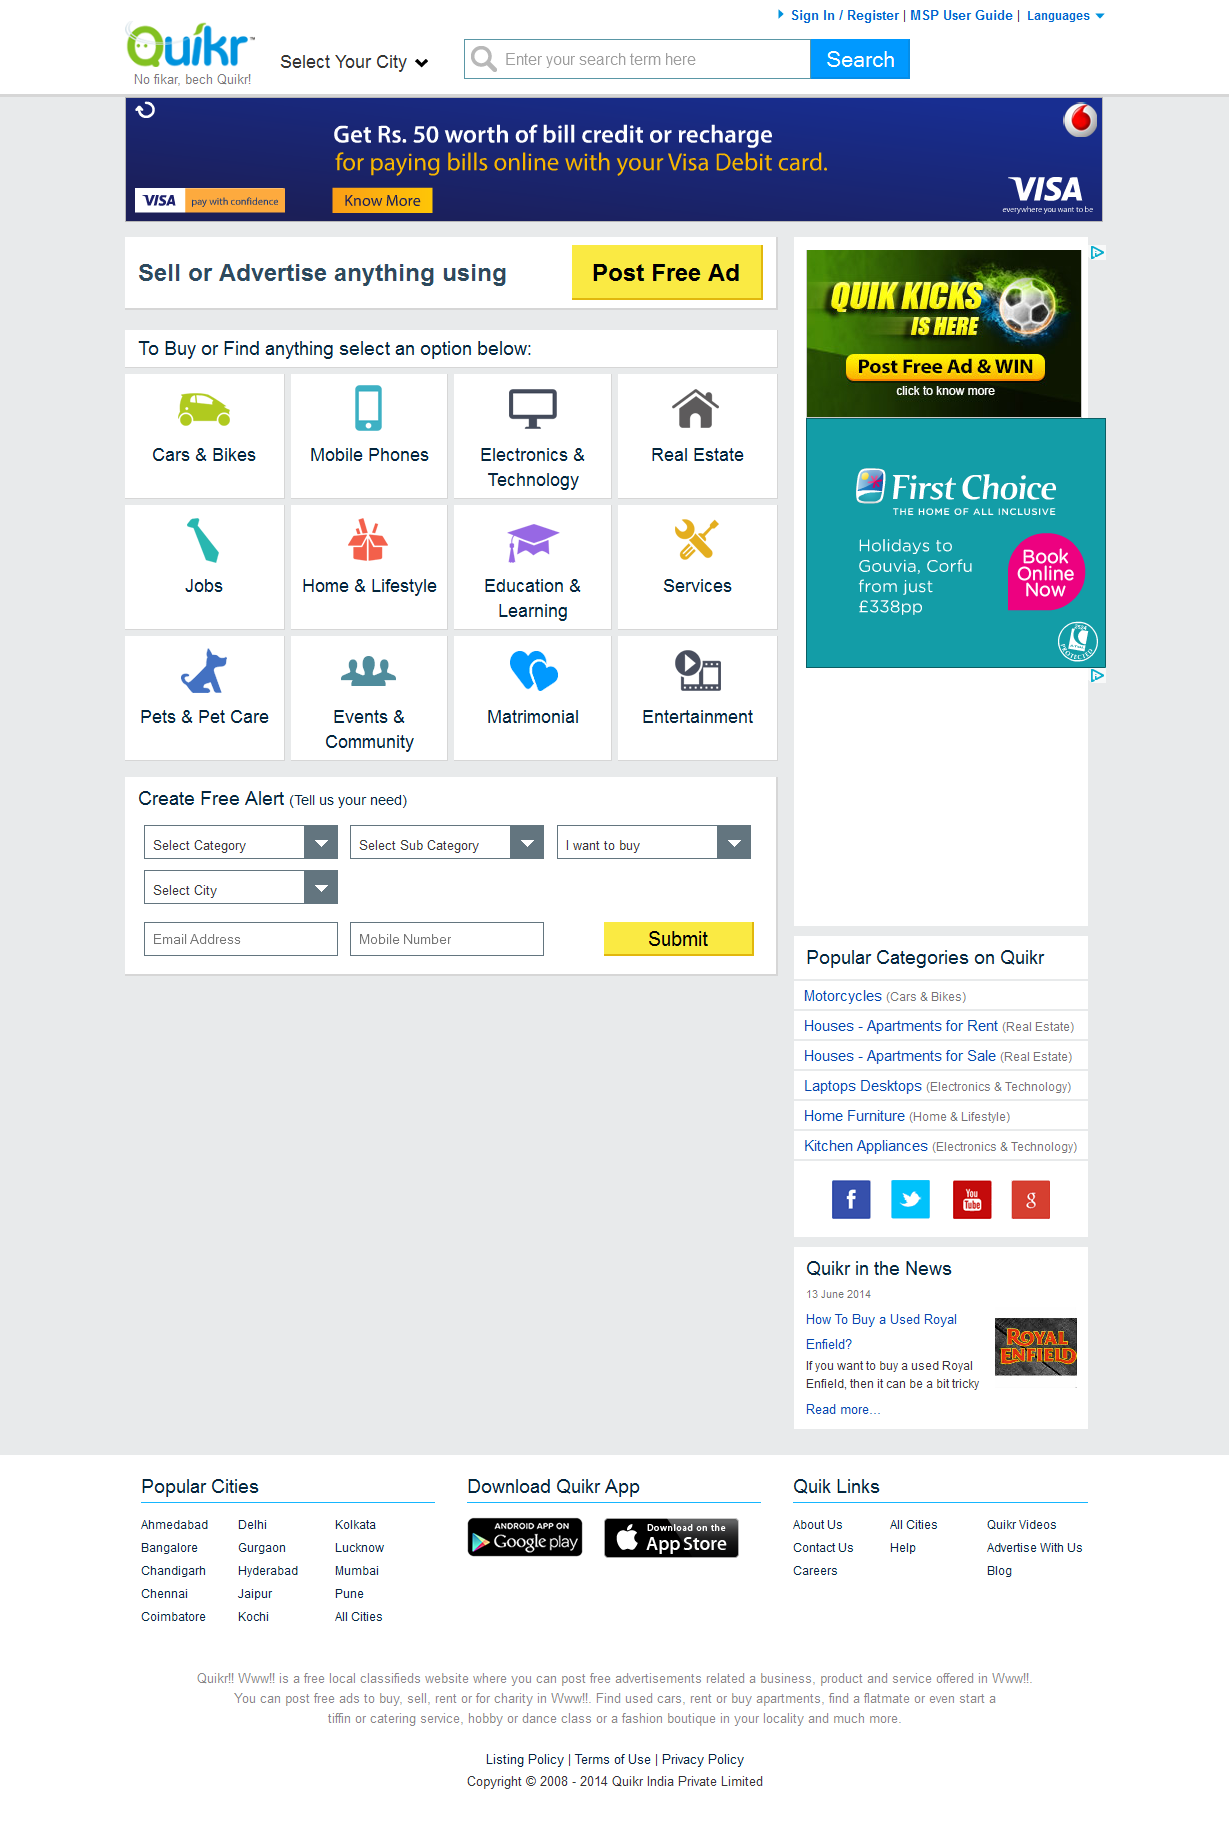 Sign In / Register | MSP User Guide | Languages
Quikr™
No fikar, bech Quikr!
Select Your City
Enter your search term here
Search
Get Rs. 50 worth of bill credit or recharge
for paying bills online with your Visa Debit card.
VISA pay with confidence
Know More
VISA
everywhere you want to be
Sell or Advertise anything using
Post Free Ad
To Buy or Find anything select an option below:
Cars & Bikes
Mobile Phones
Electronics &
Technology
Real Estate
Jobs
Home & Lifestyle
Education &
Learning
Services
Pets & Pet Care
Events &
Community
Matrimonial
Entertainment
Create Free Alert (Tell us your need)
Select Category
Select Sub Category
I want to buy
Select City
Email Address
Mobile Number
Submit
QUIK KICKS
IS HERE
Post Free Ad & WIN
click to know more
First Choice
THE HOME OF ALL INCLUSIVE
Holidays to
Gouvia, Corfu
from just
£338pp
Book
Online
Now
PROTECTED
Popular Categories on Quikr
Motorcycles (Cars & Bikes)
Houses - Apartments for Rent (Real Estate)
Houses - Apartments for Sale (Real Estate)
Laptops Desktops (Electronics & Technology)
Home Furniture (Home & Lifestyle)
Kitchen Appliances (Electronics & Technology)
f
You
Tube
g
Quikr in the News
13 June 2014
How To Buy a Used Royal
Enfield?
If you want to buy a used Royal
Enfield, then it can be a bit tricky
Read more...
ROYAL
ENFIELD
Popular Cities
Ahmedabad
Bangalore
Chandigarh
Chennai
Coimbatore
Delhi
Gurgaon
Hyderabad
Jaipur
Kochi
Kolkata
Lucknow
Mumbai
Pune
All Cities
Download Quikr App
ANDROID APP ON
Google play
Download on the
App Store
Quik Links
About Us
Contact Us
Careers
All Cities
Help
Quikr Videos
Advertise With Us
Blog
Quikr!! Www!! is a free local classifieds website where you can post free advertisements related a business, product and service offered in Www!!.
You can post free ads to buy, sell, rent or for charity in Www!!. Find used cars, rent or buy apartments, find a flatmate or even start a
tiffin or catering service, hobby or dance class or a fashion boutique in your locality and much more.
Listing Policy | Terms of Use | Privacy Policy
Copyright © 2008 - 2014 Quikr India Private Limited